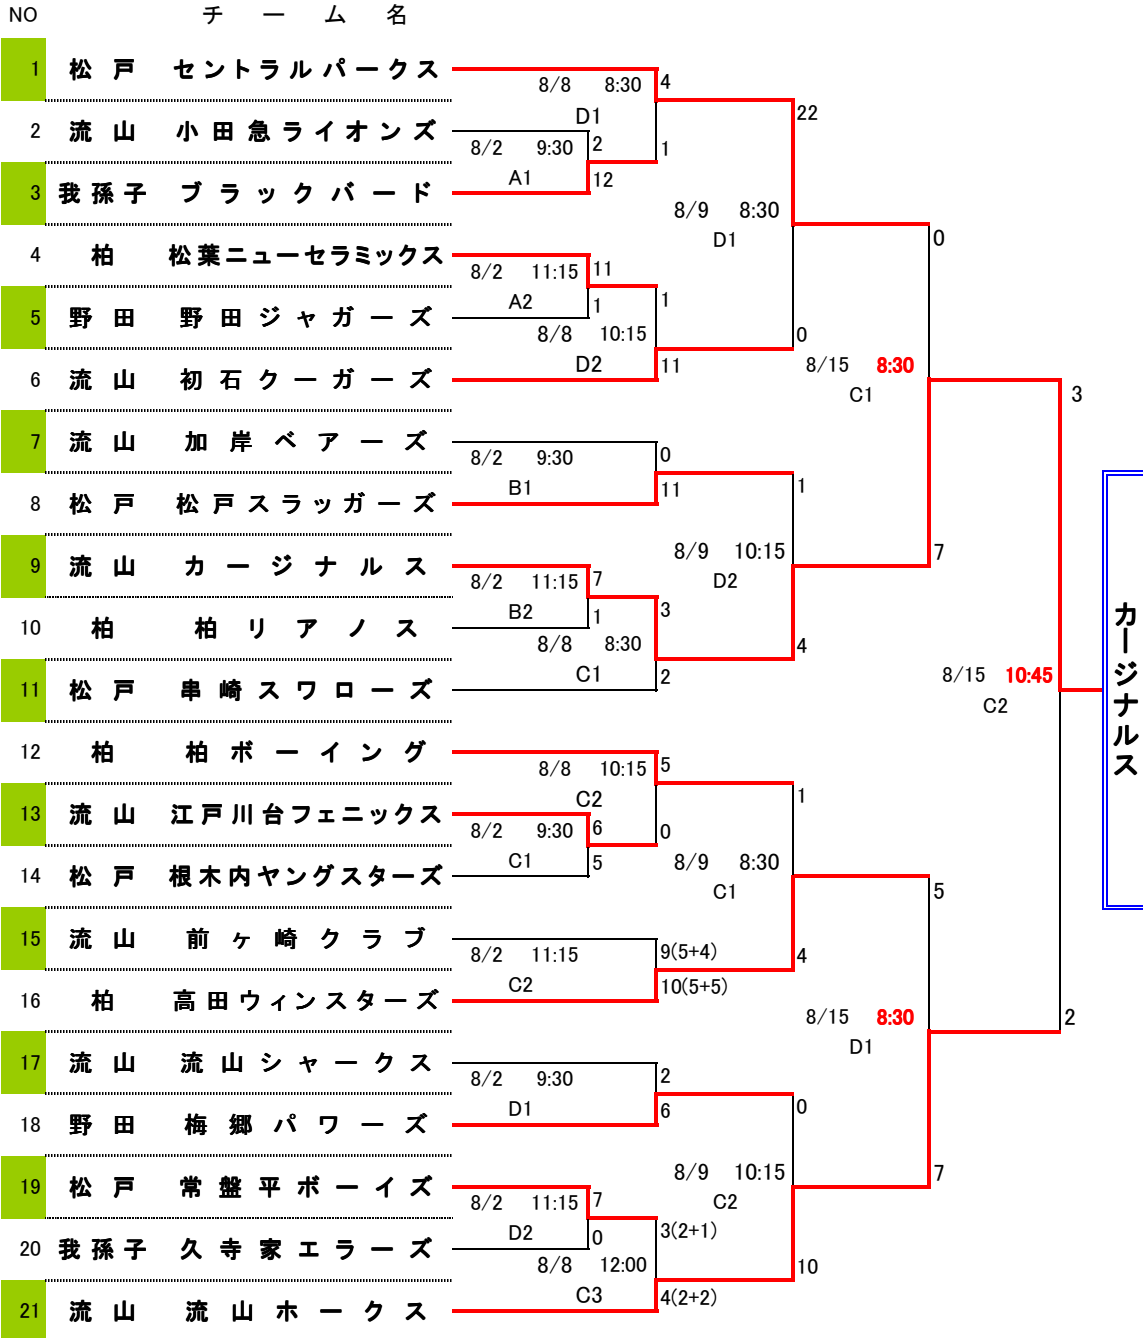 NO チーム名
1 松戸 セントラルパークス
8/8 8:30 4
D1
22
2 流山 小田急ライオンズ
8/2 9:30 2
1
A1 12
3 我孫子 ブラックバード
8/9 8:30
D1
0
4 柏 松葉ニューセラミックス
8/2 11:15 11
A2 1
1
5 野田 野田ジャガーズ
8/8 10:15
0
D2 11
8/15 8:30
C1
6 流山 初石クーガーズ
3
7 流山 加岸ベアーズ
8/2 9:30 0
B1 11
1
8 松戸 松戸スラッガーズ
8/9 10:15
7
D2
9 流山 カージナルス
8/2 11:15 7
B2 1
3
10 柏 柏リアノス
8/8 8:30
4
C1 2
11 松戸 串崎スワローズ
8/15 10:45
C2
カージナルス
12 柏 柏ボーイング
8/8 10:15 5
C2
1
13 流山 江戸川台フェニックス
8/2 9:30 6
0
C1 5
14 松戸 根木内ヤングスターズ
8/9 8:30
C1
5
15 流山 前ヶ崎クラブ
8/2 11:15 9(5+4)
4
C2 10(5+5)
16 柏 高田ウィンスターズ
8/15 8:30
2
D1
17 流山 流山シャークス
8/2 9:30 2
D1 6
0
18 野田 梅郷パワーズ
8/9 10:15
7
C2
19 松戸 常盤平ボーイズ
8/2 11:15 7
D2 0
3(2+1)
20 我孫子 久寺家エラーズ
8/8 12:00
10
C3 4(2+2)
21 流山 流山ホークス